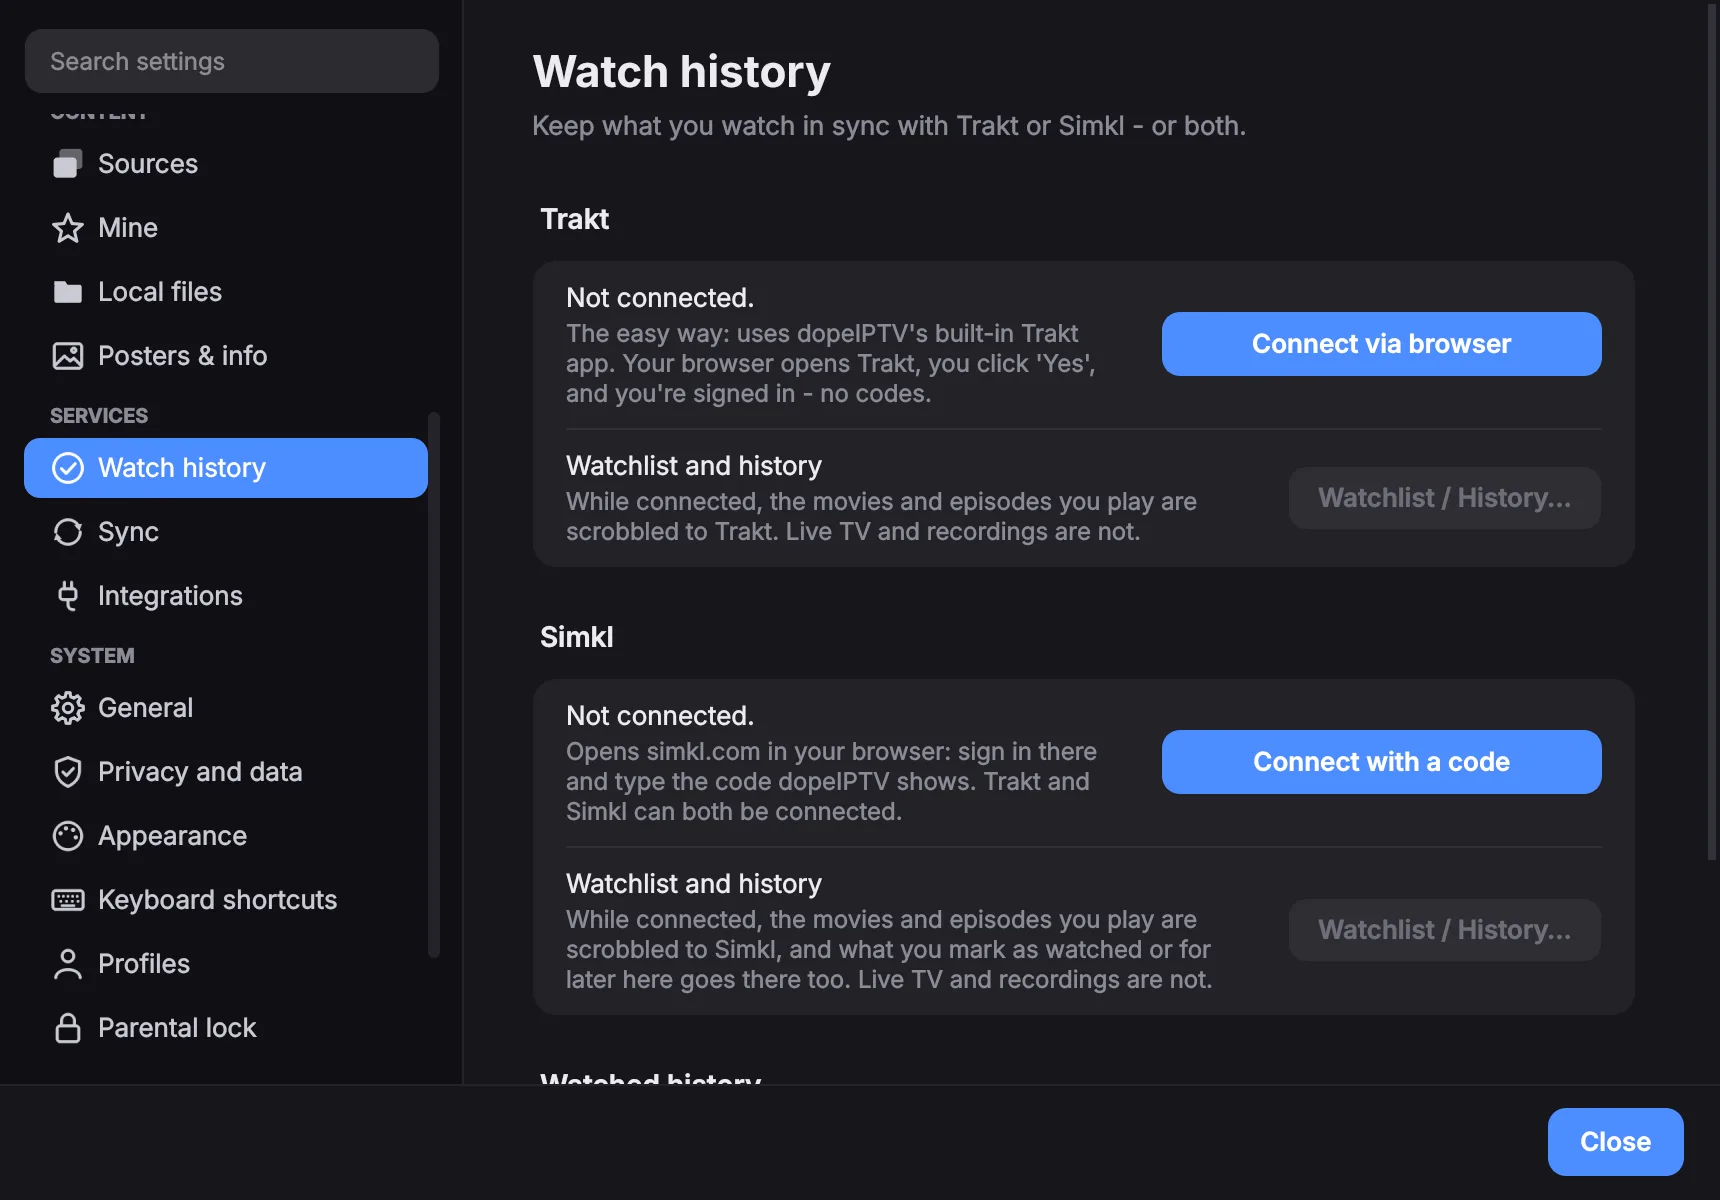 Search settings
CONTENT
Sources
Mine
Local files
Posters & info
SERVICES
Watch history
Sync
Integrations
SYSTEM
General
Privacy and data
Appearance
Keyboard shortcuts
Profiles
Parental lock
Watch history
Keep what you watch in sync with Trakt or Simkl - or both.
Trakt
Not connected.
The easy way: uses dopeIPTV's built-in Trakt
app. Your browser opens Trakt, you click 'Yes',
and you're signed in - no codes.
Connect via browser
Watchlist and history
While connected, the movies and episodes you play are
scrobbled to Trakt. Live TV and recordings are not.
Watchlist / History...
Simkl
Not connected.
Opens simkl.com in your browser: sign in there
and type the code dopeIPTV shows. Trakt and
Simkl can both be connected.
Connect with a code
Watchlist and history
While connected, the movies and episodes you play are
scrobbled to Simkl, and what you mark as watched or for
later here goes there too. Live TV and recordings are not.
Watchlist / History...
Watched history
Close